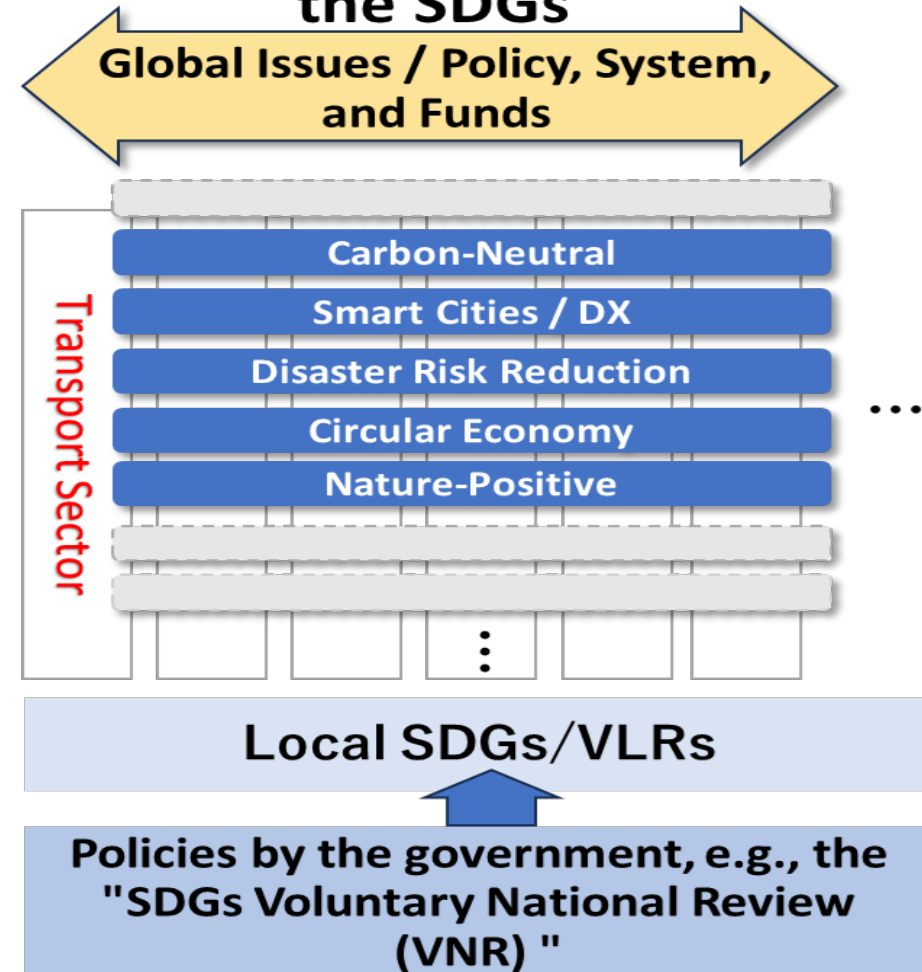 the SDGs
Global Issues / Policy, System,
and Funds
Carbon-Neutral
Smart Cities / DX
Disaster Risk Reduction
Circular Economy
Nature-Positive
Transport Sector
...
⋮
Local SDGs/VLRs
Policies by the government, e.g., the
"SDGs Voluntary National Review
(VNR) "